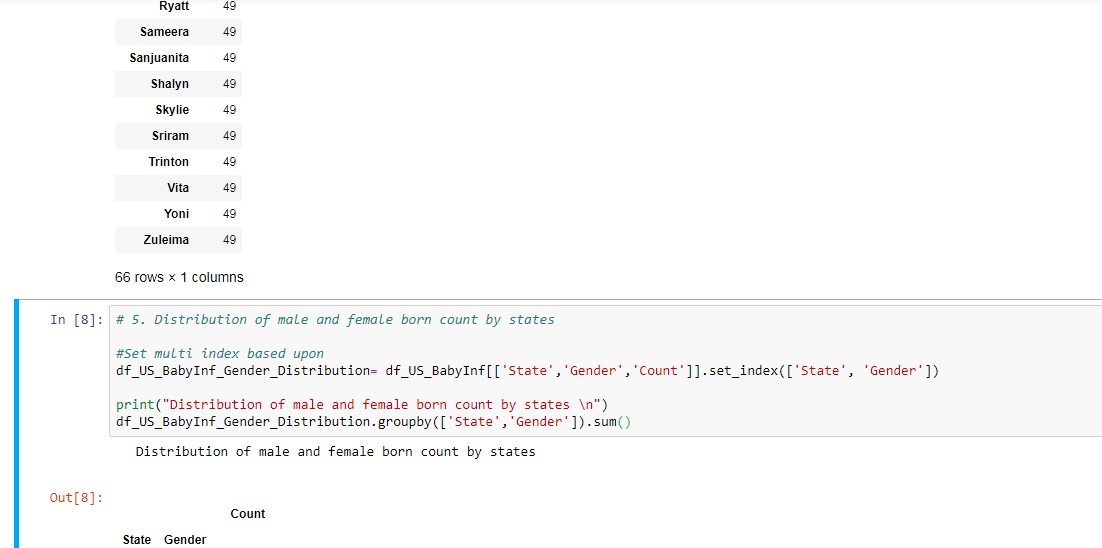 Ryatt 49
Sameera 49
Sanjuanita 49
Shalyn 49
Skylie 49
Sriram 49
Trinton 49
Vita 49
Yoni 49
Zuleima 49
66 rows × 1 columns
In [8]: # 5. Distribution of male and female born count by states
#Set multi index based upon
df_US_BabyInf_Gender_Distribution= df_US_BabyInf[['State','Gender','Count']].set_index(['State', 'Gender'])
print("Distribution of male and female born count by states \n")
df_US_BabyInf_Gender_Distribution.groupby(['State','Gender']).sum()
Distribution of male and female born count by states
Out[8]:
Count
State Gender